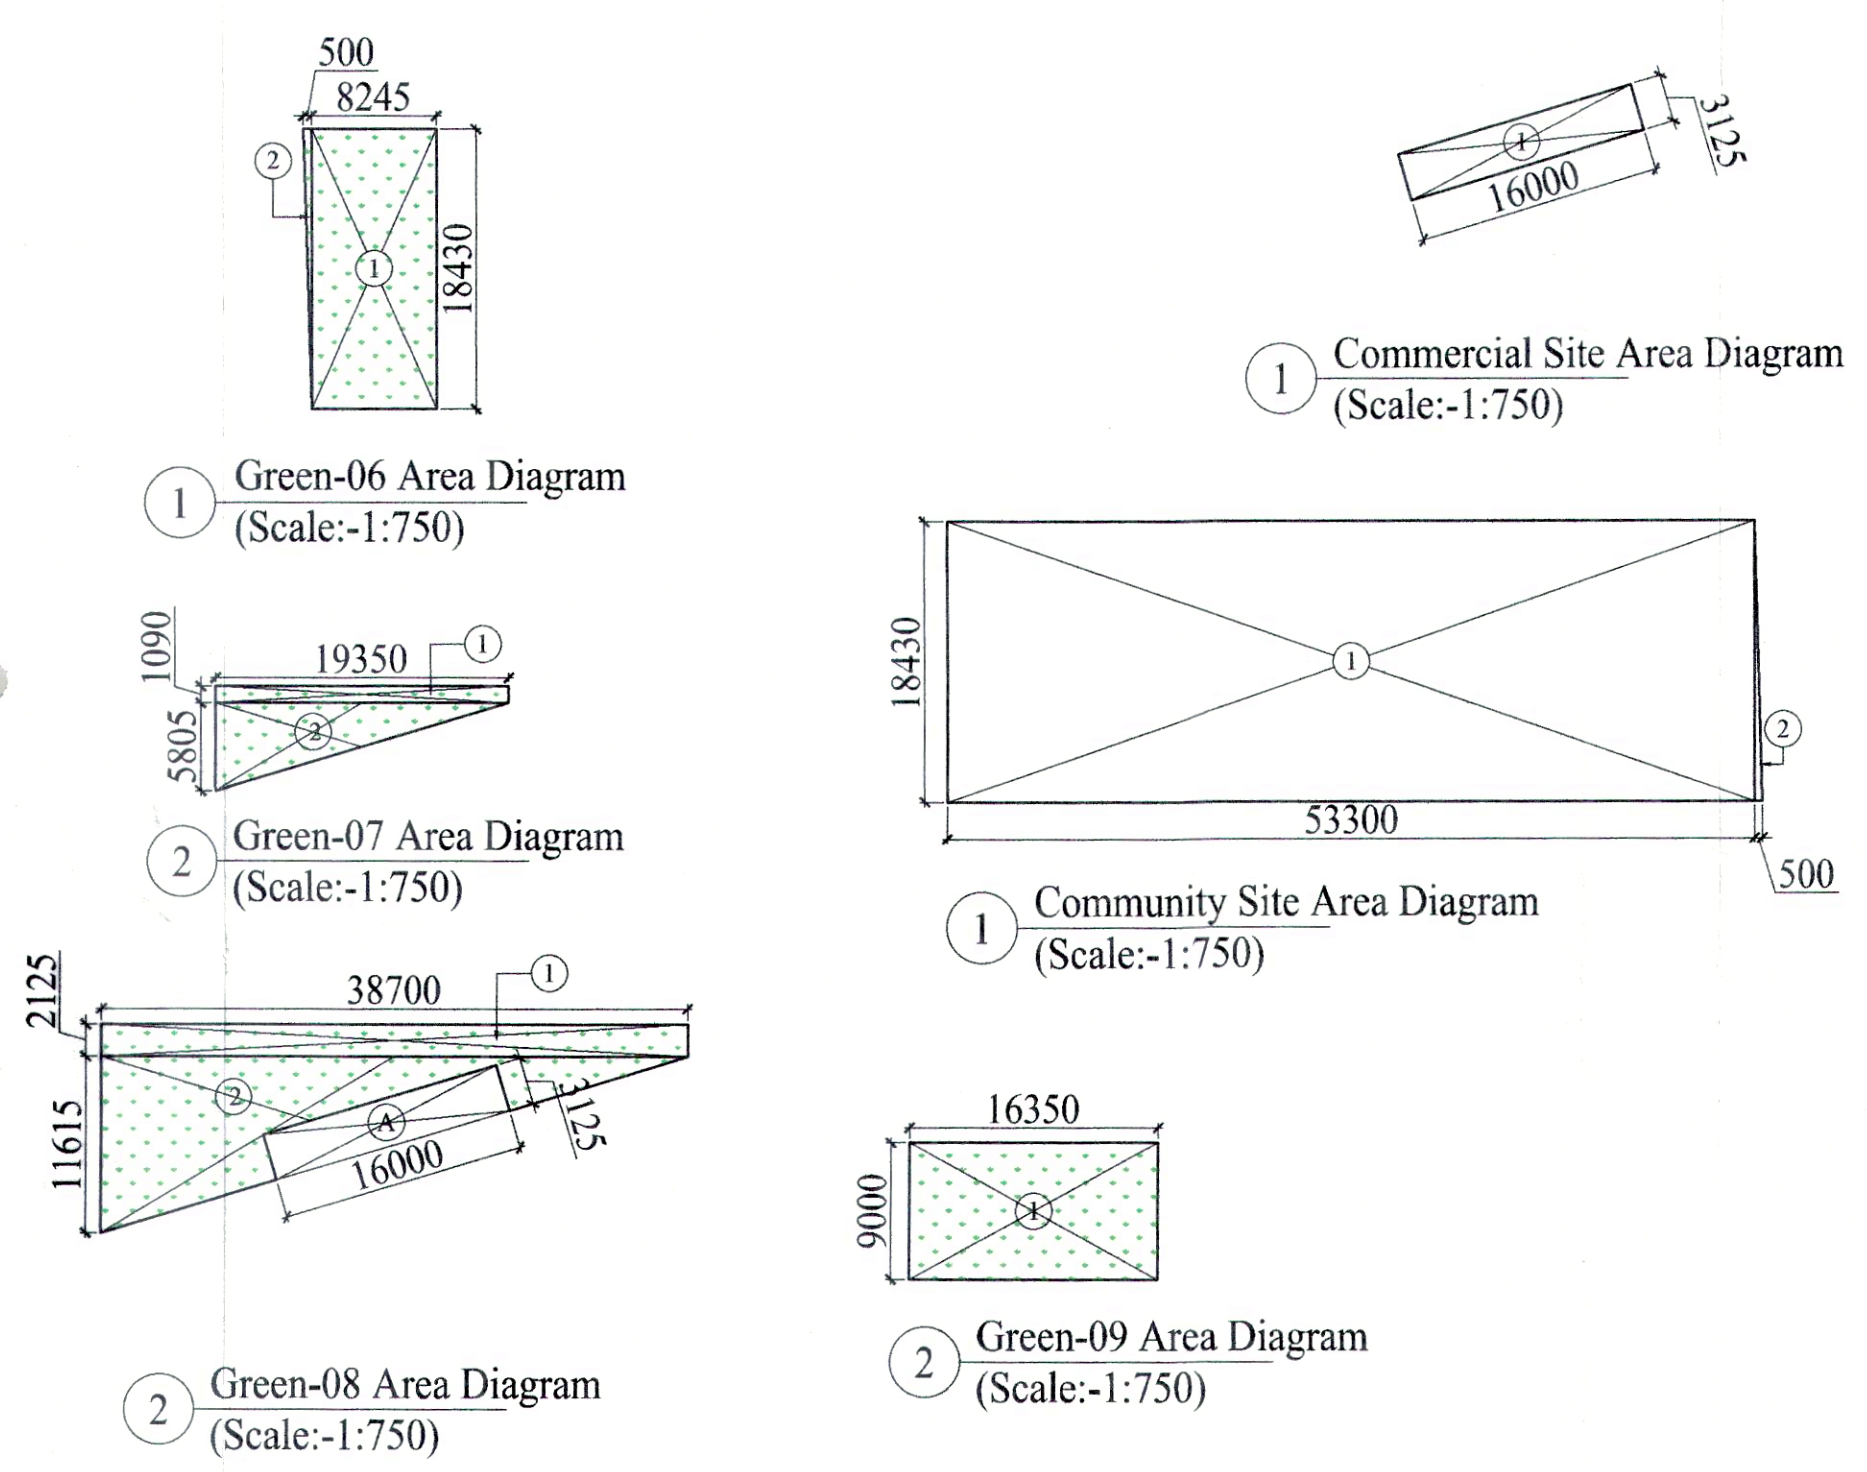 500
8245
2
1
18430
1
Green-06 Area Diagram
(Scale:-1:750)
1090
19350
1
5805
2
2
Green-07 Area Diagram
(Scale:-1:750)
2125
38700
1
11615
2
A
3125
16000
2
Green-08 Area Diagram
(Scale:-1:750)
1
3125
16000
1
Commercial Site Area Diagram
(Scale:-1:750)
18430
1
2
53300
500
1
Community Site Area Diagram
(Scale:-1:750)
16350
9000
1
2
Green-09 Area Diagram
(Scale:-1:750)